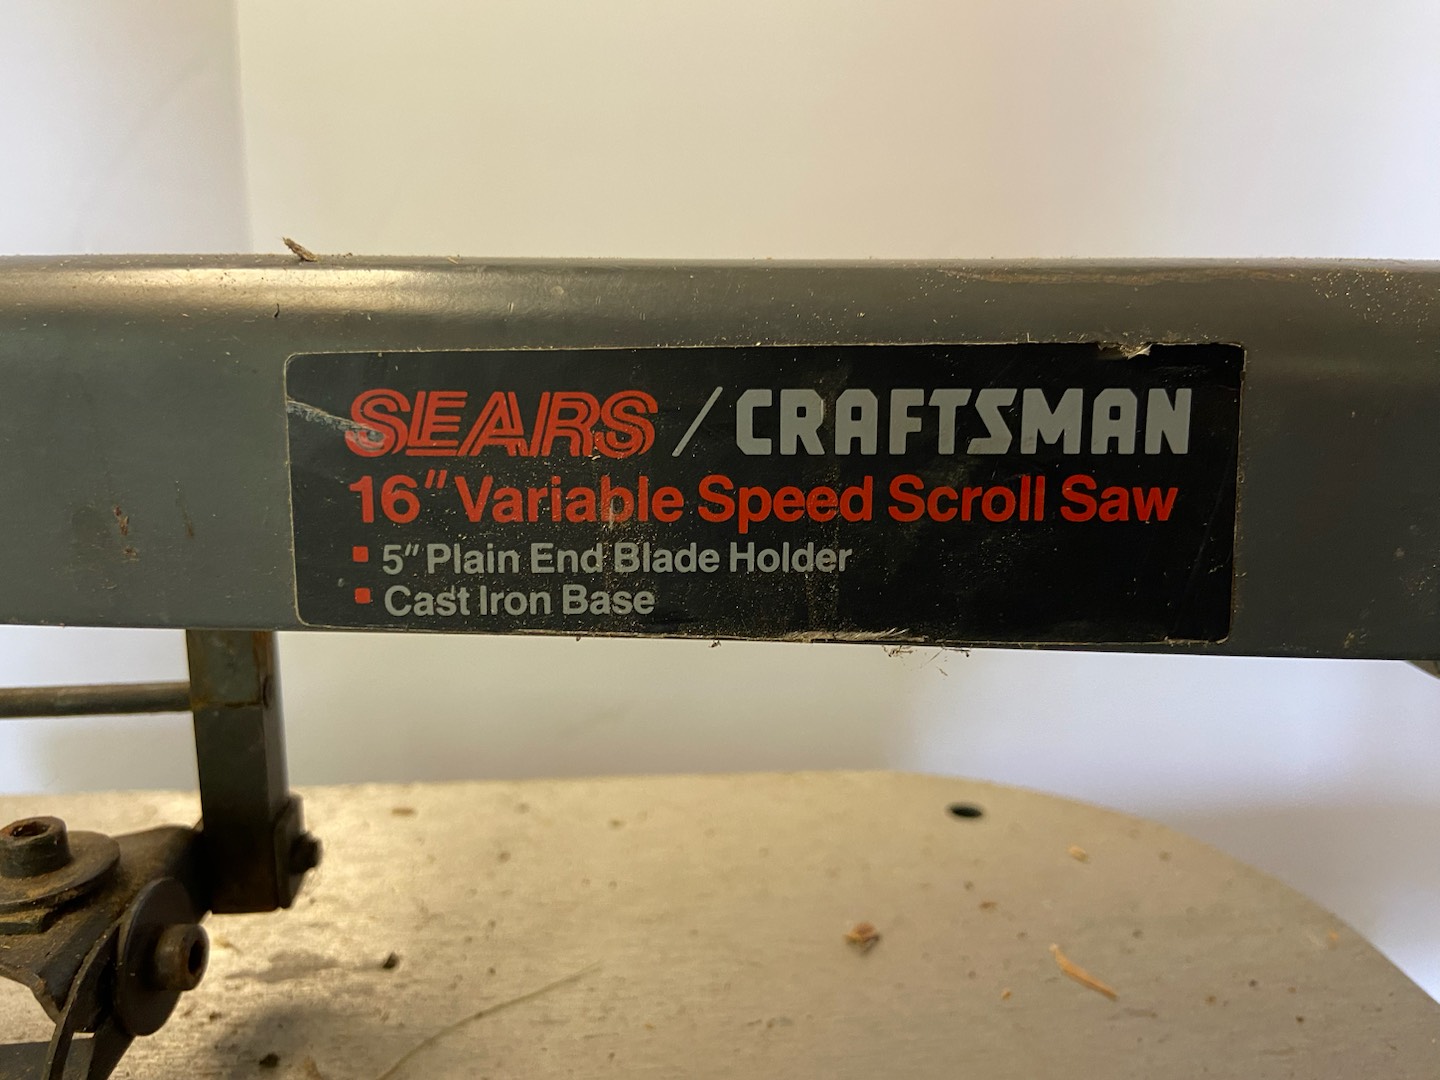 SEARS / CRAFTSMAN
16" Variable Speed Scroll Saw
▪ 5" Plain End Blade Holder
▪ Cast Iron Base